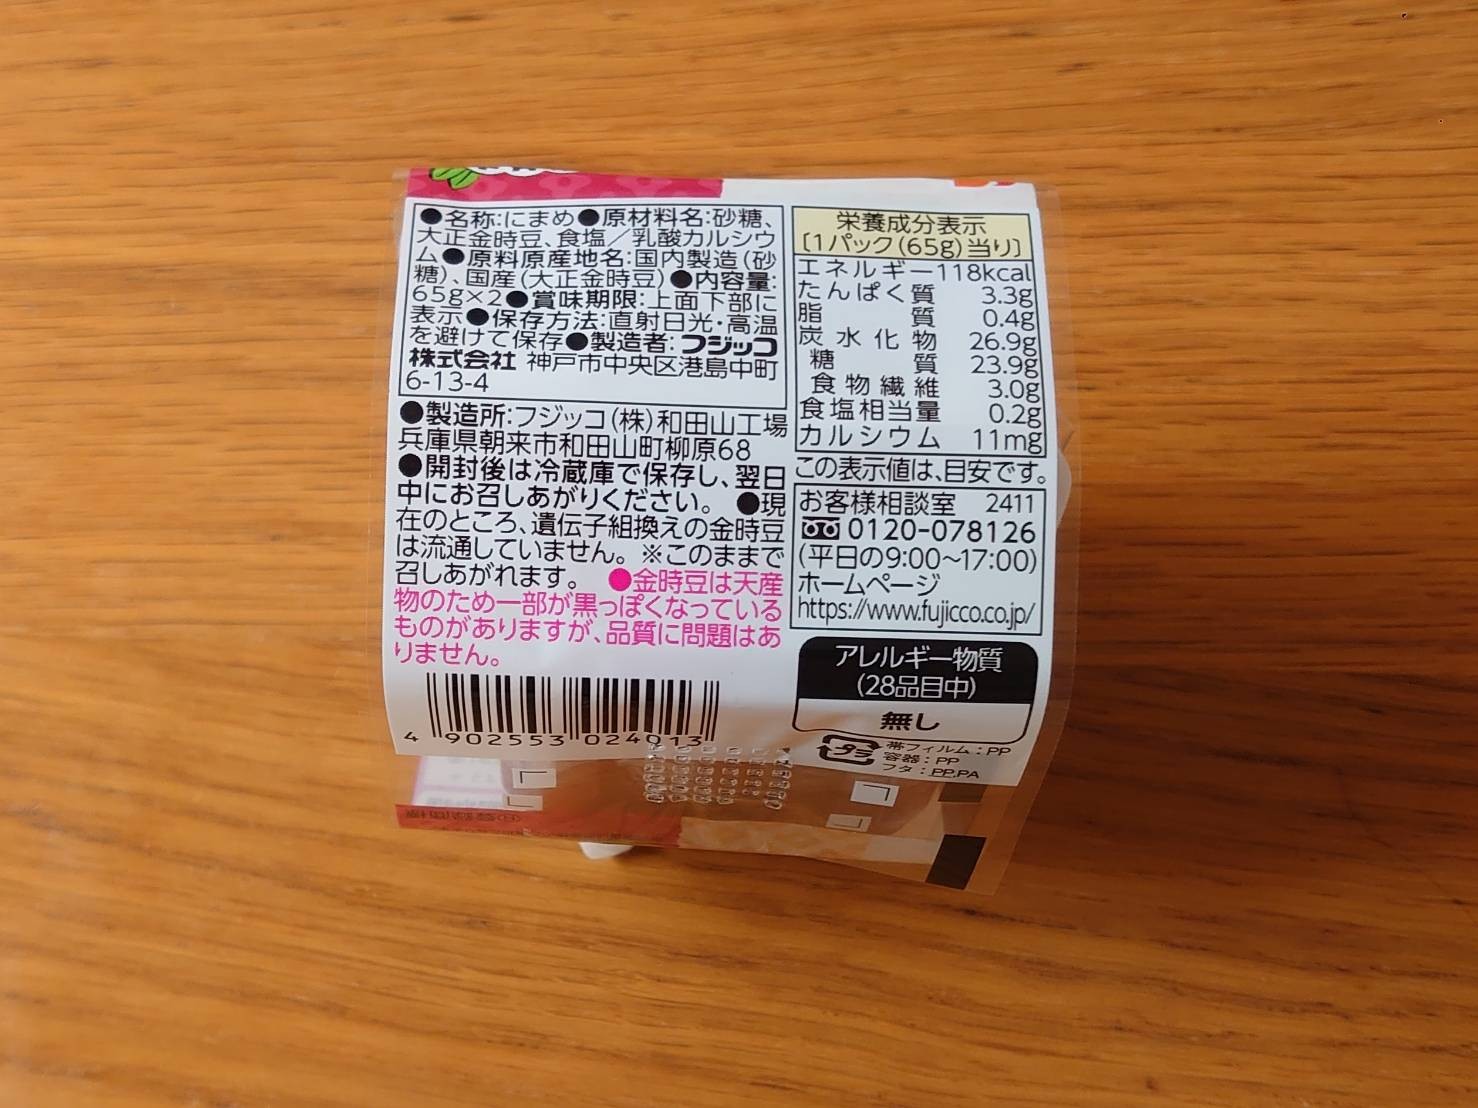 ●名称:にまめ●原材料名:砂糖、
大正金時豆、食塩／乳酸カルシウ
ム●原料原産地名:国内製造(砂
糖)、国産(大正金時豆)●内容量:
65g×2●賞味期限:上面下部に
表示●保存方法:直射日光・高温
を避けて保存●製造者:フジッコ
株式会社 神戸市中央区港島中町
6-13-4
●製造所:フジッコ(株)和田山工場
兵庫県朝来市和田山町柳原68
●開封後は冷蔵庫で保存し、翌日
中にお召しあがりください。 ●現
在のところ、遺伝子組換えの金時豆
は流通していません。※このままで
召しあがれます。 ●金時豆は天産
物のため一部が黒っぽくなっている
ものがありますが、品質に問題はあ
りません。
4 902553 024013
栄養成分表示
[1パック(65g)当り]
エネルギー 118kcal
たんぱく質 3.3g
脂質 0.4g
炭水化物 26.9g
糖質 23.9g
食物繊維 3.0g
食塩相当量 0.2g
カルシウム 11mg
この表示値は、目安です。
お客様相談室 2411
0120-078126
(平日の9:00～17:00)
ホームページ
https://www.fujicco.co.jp/
アレルギー物質
(28品目中)
無し
プラ
帯フィルム：PP
容器：PP
フタ：PP,PA